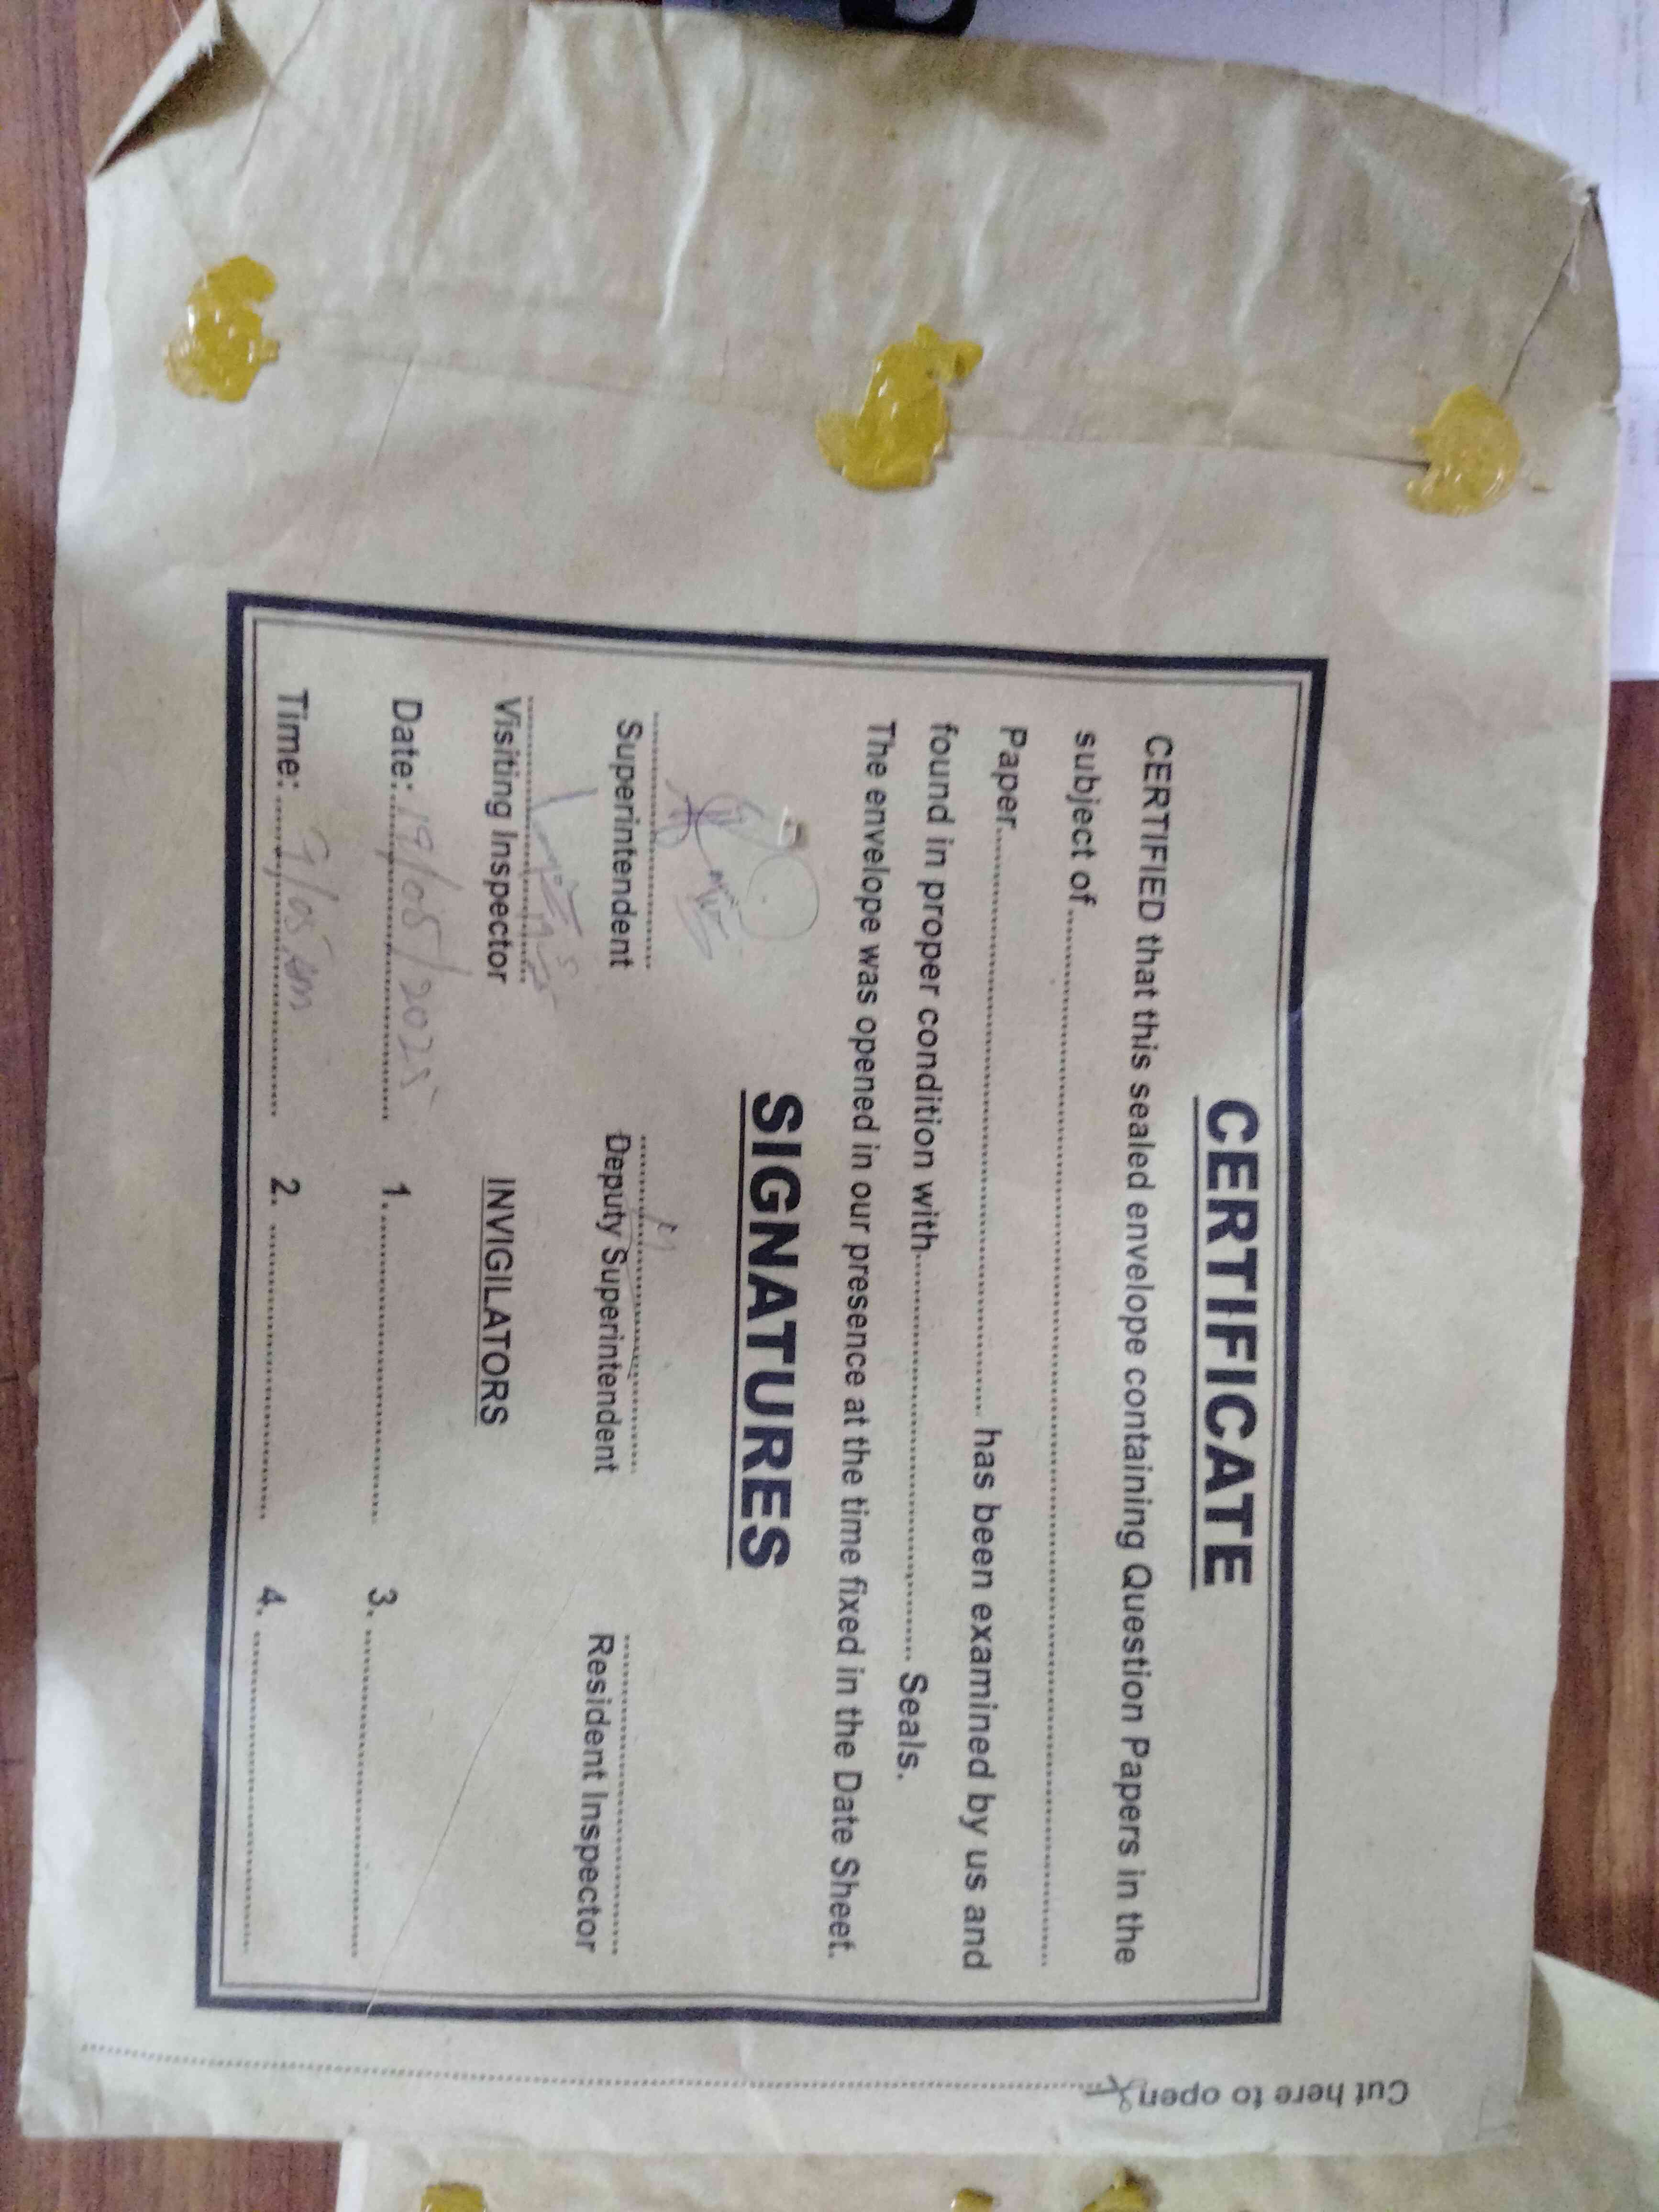 CERTIFICATE
CERTIFIED that this sealed envelope containing Question Papers in the
subject of
Paper has been examined by us and
found in proper condition with Seals.
The envelope was opened in our presence at the time fixed in the Date Sheet.
SIGNATURES
Superintendent Deputy Superintendent Resident Inspector
Visiting Inspector INVIGILATORS
Date: 19/05/2025 1. 3.
Time: 2. 4.
Cut here to open